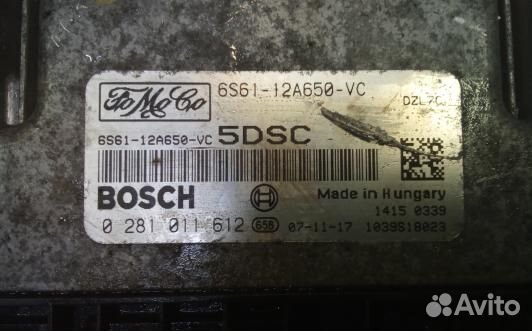 FoMoCo 6S61-12A650-VC
DZL7C
6S61-12A650-VC 5DSC
BOSCH Made in Hungary
1415 0339
0 281 011 612 658 07-11-17 1039S18023
Avito